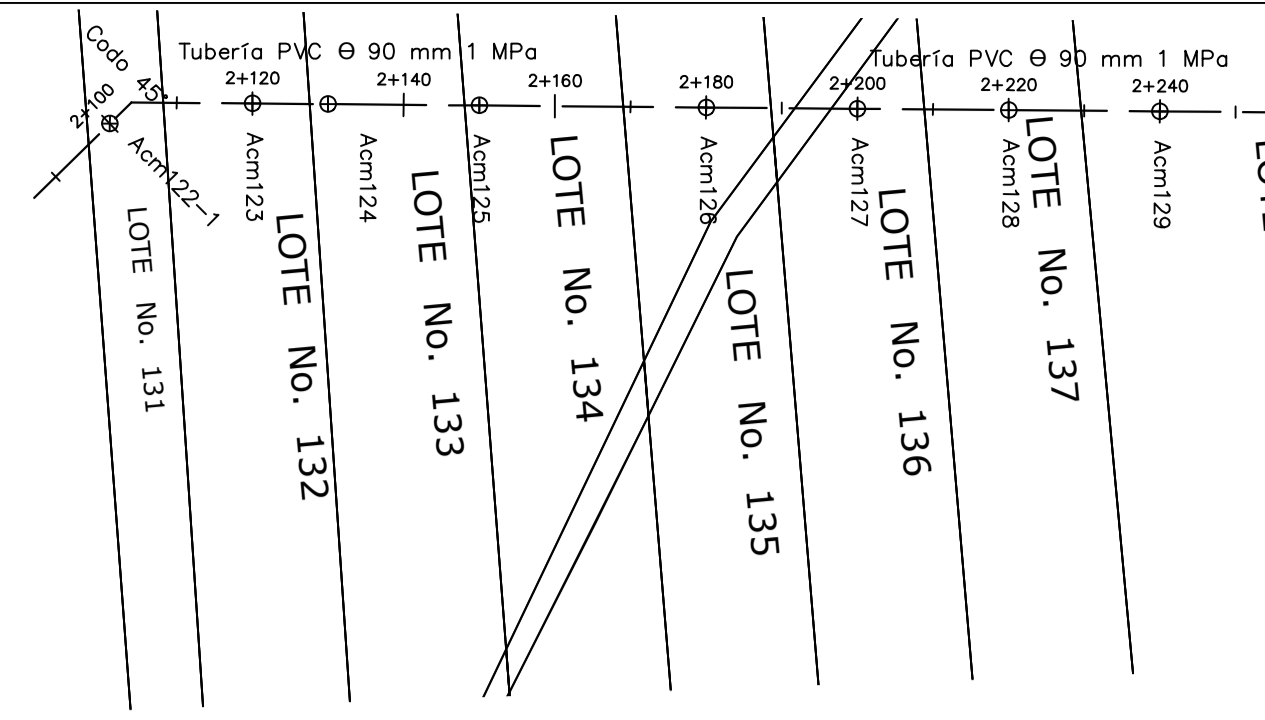 Codo 45°
Tubería PVC Θ 90 mm 1 MPa
Tubería PVC Θ 90 mm 1 MPa
2+100
2+120
2+140
2+160
2+180
2+200
2+220
2+240
Acm122-1
Acm123
Acm124
Acm125
Acm126
Acm127
Acm128
Acm129
LOTE No. 131
LOTE No. 132
LOTE No. 133
LOTE No. 134
LOTE No. 135
LOTE No. 136
LOTE No. 137